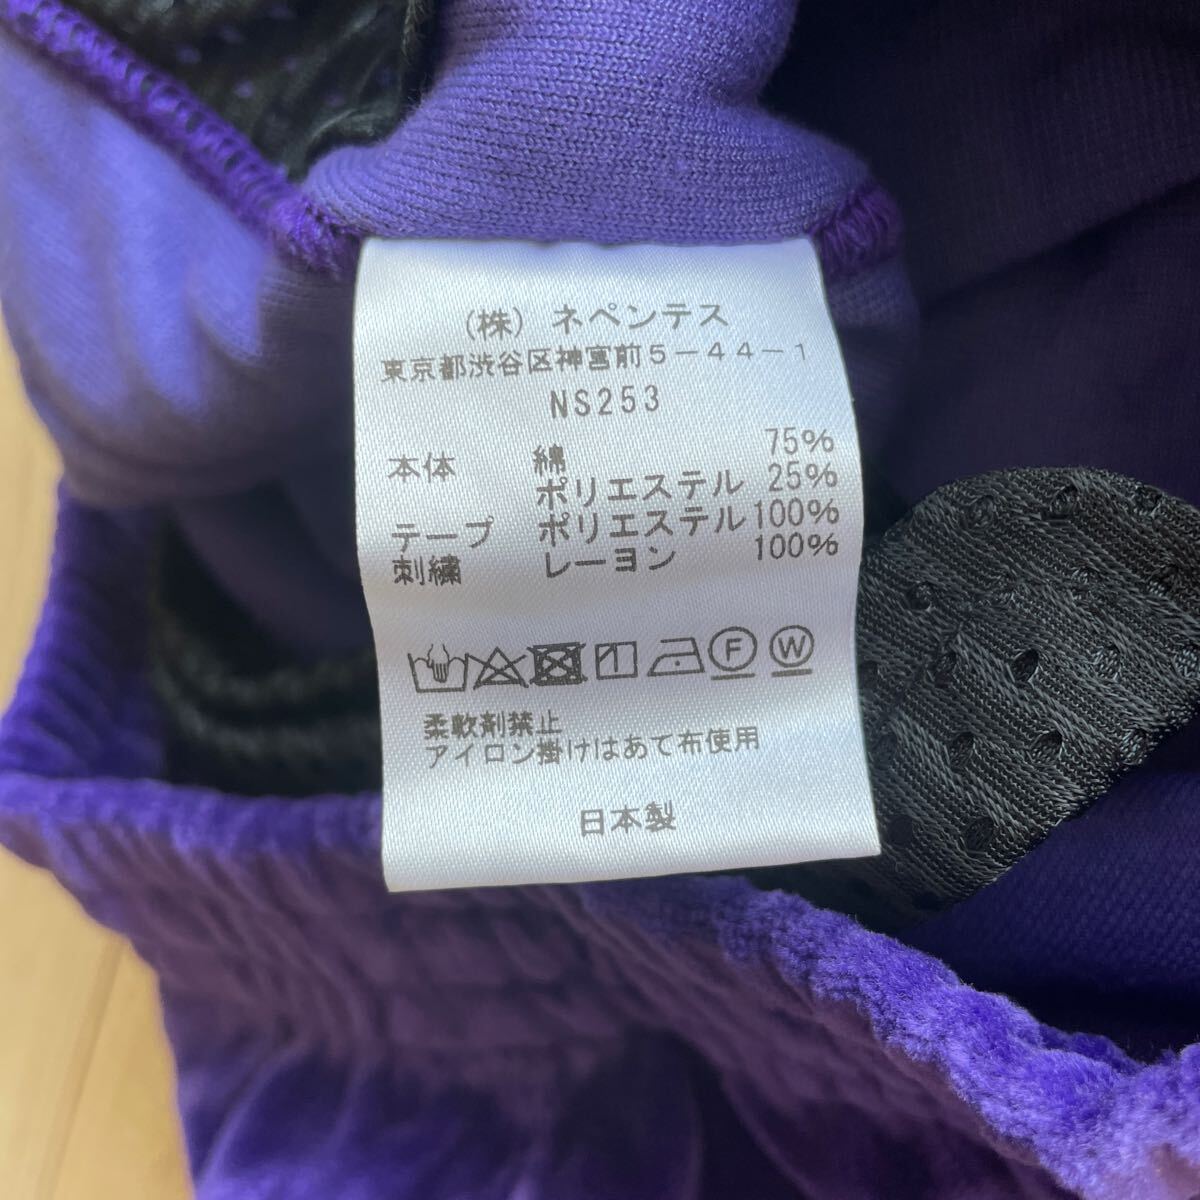 (株) ネペンテス
東京都渋谷区神宮前5-44-1
NS253
本体 綿 75%
ポリエステル 25%
テープ ポリエステル 100%
刺繍 レーヨン 100%
F W
柔軟剤禁止
アイロン掛けはあて布使用
日本製